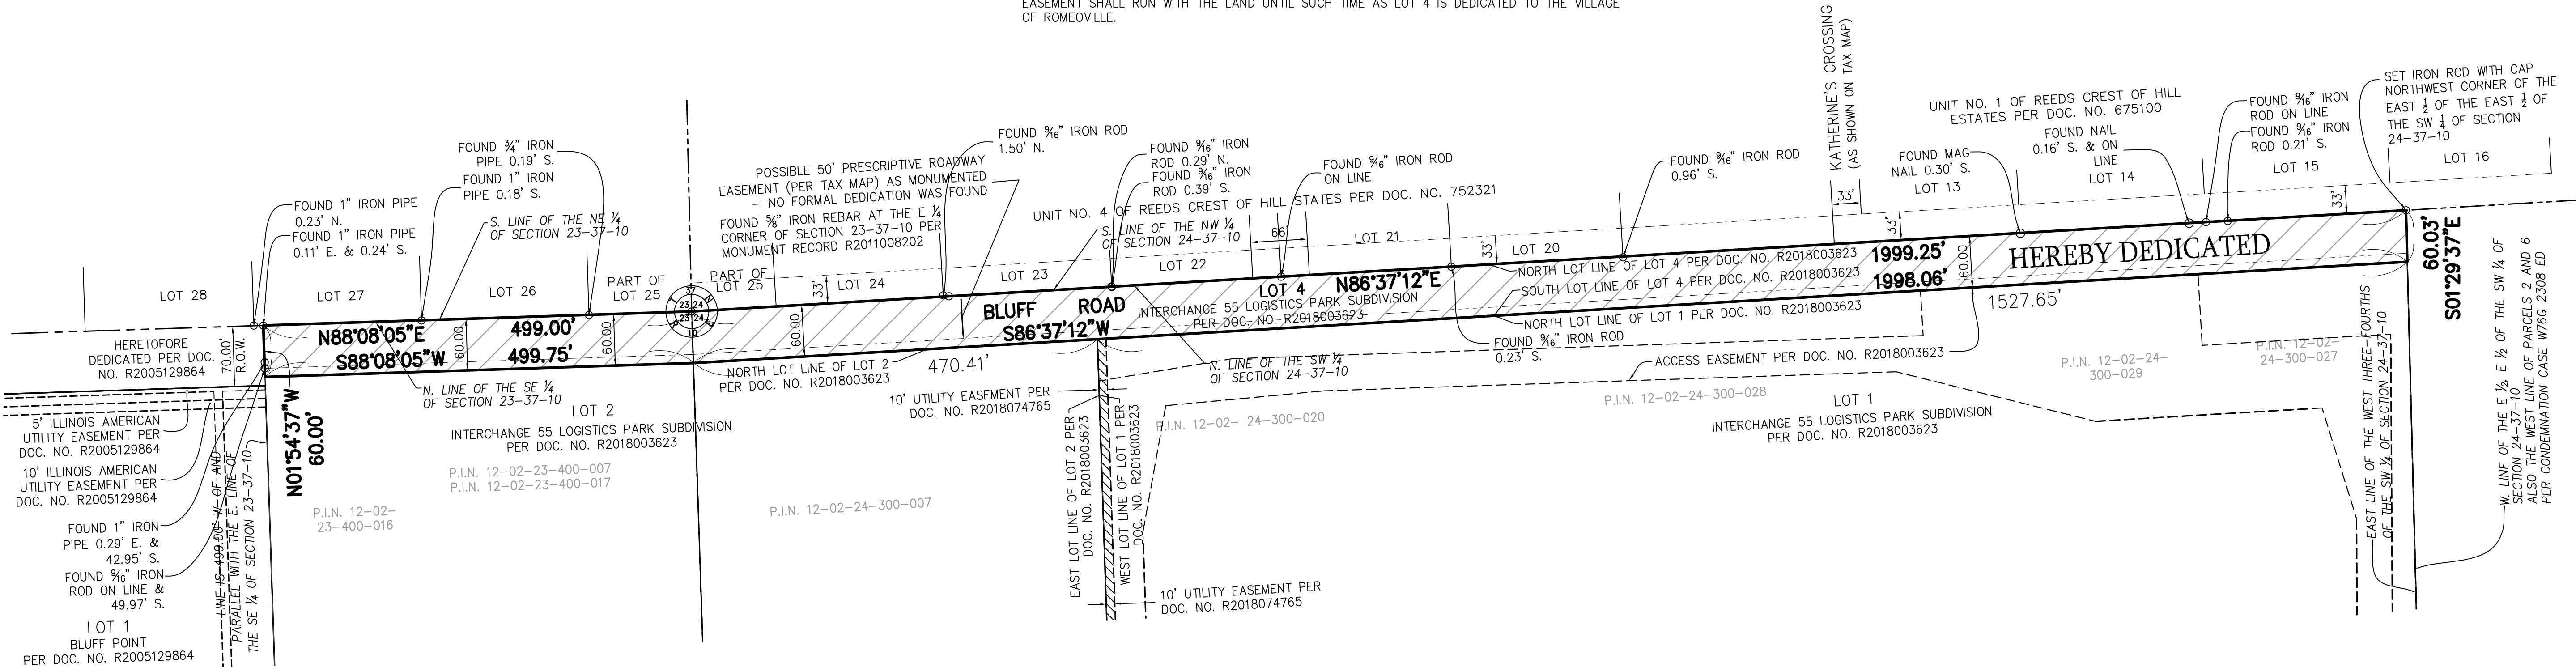 EASEMENT SHALL RUN WITH THE LAND UNTIL SUCH TIME AS LOT 4 IS DEDICATED TO THE VILLAGE
OF ROMEOVILLE.
FOUND 1" IRON PIPE
0.23' N.
FOUND 1" IRON PIPE
0.11' E. & 0.24' S.
FOUND ¾" IRON
PIPE 0.19' S.
FOUND 1" IRON
PIPE 0.18' S.
S. LINE OF THE NE ¼
OF SECTION 23-37-10
POSSIBLE 50' PRESCRIPTIVE ROADWAY
EASEMENT (PER TAX MAP) AS MONUMENTED
- NO FORMAL DEDICATION WAS FOUND
FOUND ⅝" IRON REBAR AT THE E ¼
CORNER OF SECTION 23-37-10 PER
MONUMENT RECORD R2011008202
FOUND 9/16" IRON ROD
1.50' N.
FOUND 9/16" IRON
ROD 0.29' N.
FOUND 9/16" IRON
ROD 0.39' S.
UNIT NO. 4 OF REEDS CREST OF HILL STATES PER DOC. NO. 752321
S. LINE OF THE NW ¼
OF SECTION 24-37-10
FOUND 9/16" IRON ROD
ON LINE
66'
FOUND 9/16" IRON ROD
0.96' S.
KATHERINE'S CROSSING
(AS SHOWN ON TAX MAP)
33'
UNIT NO. 1 OF REEDS CREST OF HILL
ESTATES PER DOC. NO. 675100
FOUND MAG
NAIL 0.30' S.
FOUND NAIL
0.16' S. & ON
LINE
FOUND 9/16" IRON
ROD ON LINE
FOUND 9/16" IRON
ROD 0.21' S.
SET IRON ROD WITH CAP
NORTHWEST CORNER OF THE
EAST ½ OF THE EAST ½ OF
THE SW ¼ OF SECTION
24-37-10
LOT 28
LOT 27
LOT 26
PART OF
LOT 25
PART OF
LOT 25
LOT 24
LOT 23
LOT 22
LOT 21
LOT 20
LOT 13
LOT 14
LOT 15
LOT 16
33'
33'
33'
33'
23 24
23 24
10
N88°08'05"E
499.00'
S88°08'05"W
499.75'
60.00
60.00
60.00
60.00
BLUFF ROAD
S86°37'12"W
LOT 4
N86°37'12"E
INTERCHANGE 55 LOGISTICS PARK SUBDIVISION
PER DOC. NO. R2018003623
NORTH LOT LINE OF LOT 4 PER DOC. NO. R2018003623
1999.25'
SOUTH LOT LINE OF LOT 4 PER DOC. NO. R2018003623
1998.06'
NORTH LOT LINE OF LOT 1 PER DOC. NO. R2018003623
1527.65'
HEREBY DEDICATED
S01°29'37"E
60.03'
HERETOFORE
DEDICATED PER DOC.
NO. R2005129864
70.00'
R.O.W.
N. LINE OF THE SE ¼
OF SECTION 23-37-10
NORTH LOT LINE OF LOT 2
PER DOC. NO. R2018003623
470.41'
N. LINE OF THE SW ¼
OF SECTION 24-37-10
FOUND 9/16" IRON ROD
0.23' S.
ACCESS EASEMENT PER DOC. NO. R2018003623
10' UTILITY EASEMENT PER
DOC. NO. R2018074765
EAST LOT LINE OF LOT 2 PER
DOC. NO. R2018003623
WEST LOT LINE OF LOT 1 PER
DOC. NO. R2018003623
10' UTILITY EASEMENT PER
DOC. NO. R2018074765
N01°54'37"W
60.00'
5' ILLINOIS AMERICAN
UTILITY EASEMENT PER
DOC. NO. R2005129864
10' ILLINOIS AMERICAN
UTILITY EASEMENT PER
DOC. NO. R2005129864
FOUND 1" IRON
PIPE 0.29' E. &
42.95' S.
FOUND 9/16" IRON
ROD ON LINE &
49.97' S.
LOT 1
BLUFF POINT
PER DOC. NO. R2005129864
LINE IS 499.00' W. OF AND
PARALLEL WITH THE E. LINE OF
THE SE ¼ OF SECTION 23-37-10
LOT 2
INTERCHANGE 55 LOGISTICS PARK SUBDIVISION
PER DOC. NO. R2018003623
P.I.N. 12-02-23-400-007
P.I.N. 12-02-23-400-017
P.I.N. 12-02-
23-400-016
P.I.N. 12-02-24-300-007
P.I.N. 12-02- 24-300-020
P.I.N. 12-02-24-300-028
P.I.N. 12-02-24-
300-029
P.I.N. 12-02-
24-300-027
LOT 1
INTERCHANGE 55 LOGISTICS PARK SUBDIVISION
PER DOC. NO. R2018003623
EAST LINE OF THE WEST THREE-FOURTHS
OF THE SW ¼ OF SECTION 24-37-10
W. LINE OF THE E ½, E ½ OF THE SW ¼ OF
SECTION 24-37-10
ALSO THE WEST LINE OF PARCELS 2 AND 6
PER CONDEMNATION CASE W76G 2308 ED